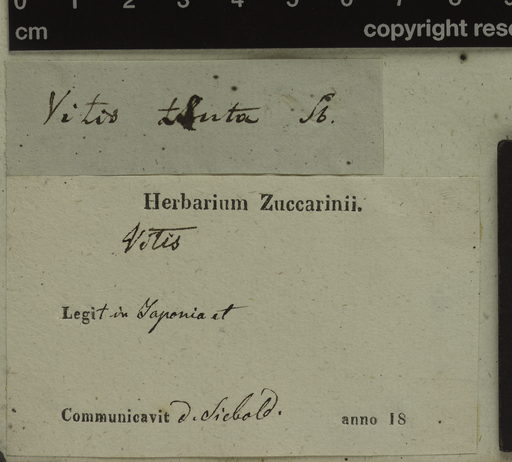 0 1 2 3 4 5 6 7 8 9
cm copyright rese
Vitis Sb.
Herbarium Zuccarinii.
Vitis
Legit in Japonia et
Communicavit d. Siebold. anno 18